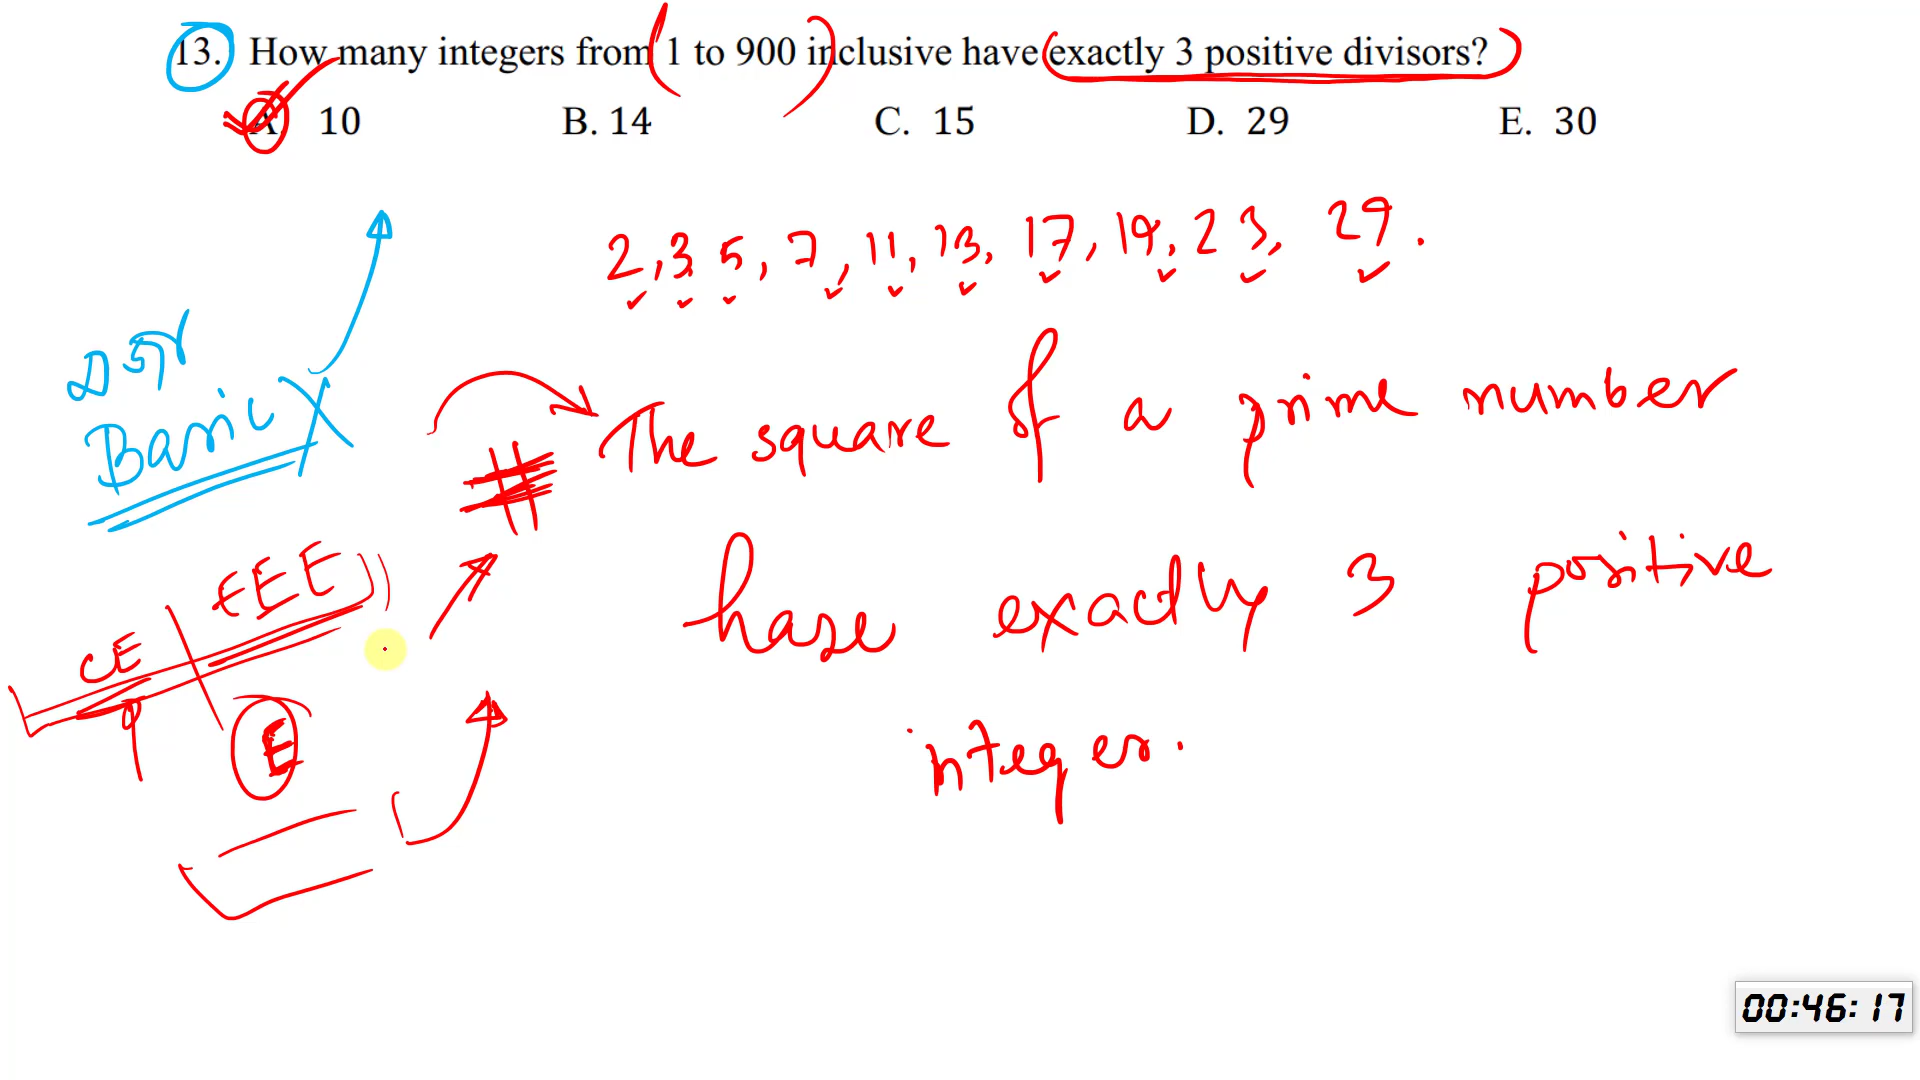 13. How many integers from 1 to 900 inclusive have exactly 3 positive divisors?
A. 10 B. 14 C. 15 D. 29 E. 30
2, 3, 5, 7, 11, 13, 17, 19, 23, 29.
The square of a prime number
have exactly 3 positive
integer.
Basic
EEE
CE
E
#
00:46:17